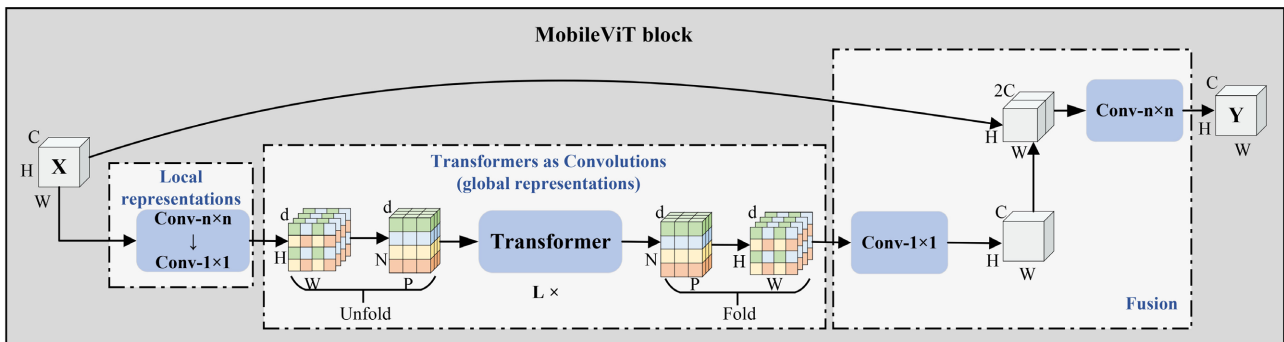 MobileViT block
C
H
X
W
Local
representations
Conv-n×n
↓
Conv-1×1
Transformers as Convolutions
(global representations)
d
H
W
d
N
P
Unfold
Transformer
L ×
d
N
P
d
H
W
Fold
Conv-1×1
C
H
W
2C
H
W
Conv-n×n
Fusion
C
Y
H
W